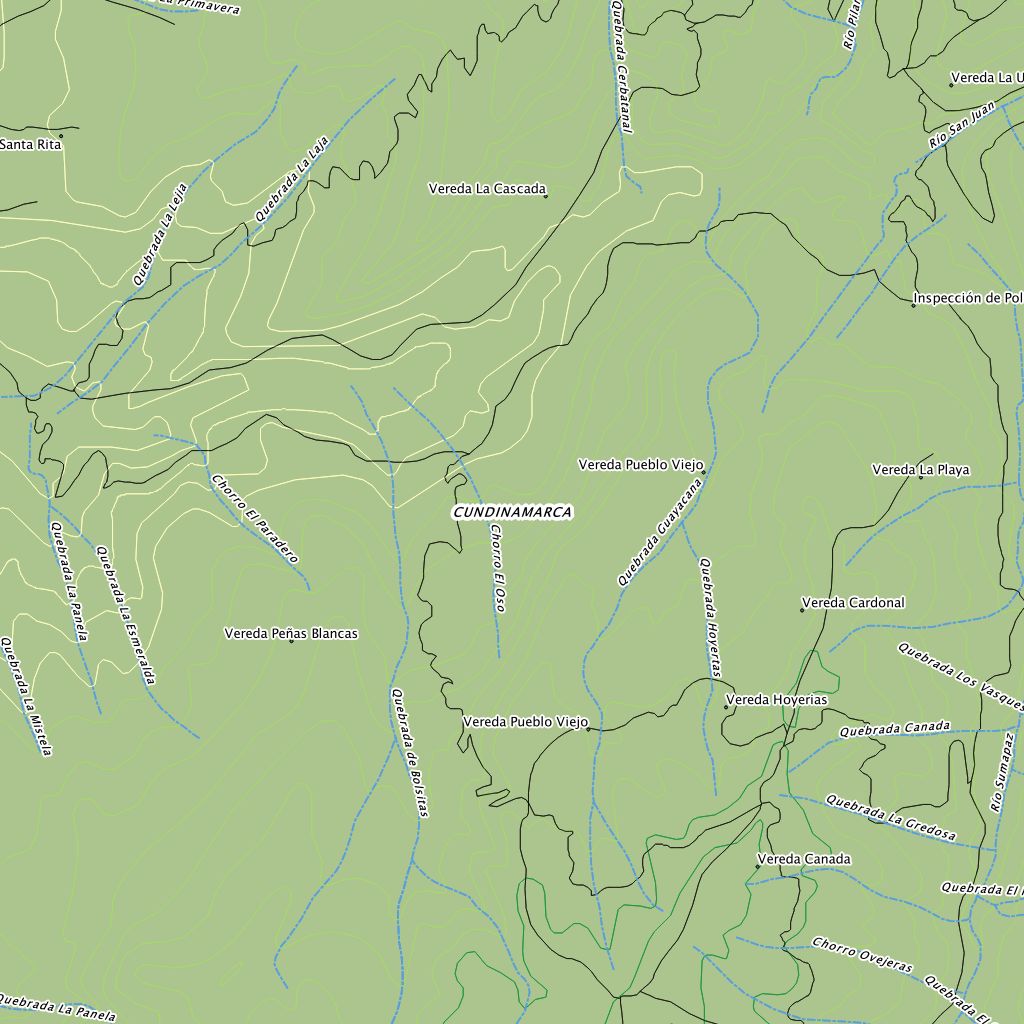 La Primavera
Quebrada Cerbatanal
Vereda La U
Río San Juan
Santa Rita
Quebrada La Laja
Vereda La Cascada
Quebrada La Lejia
Inspección de Pol
Vereda Pueblo Viejo
Vereda La Playa
CUNDINAMARCA
Chorro El Paradero
Quebrada Guayacana
Chorro El Oso
Quebrada La Panela
Quebrada La Esmeralda
Quebrada Hoyertas
Vereda Cardonal
Vereda Peñas Blancas
Quebrada La Mistela
Quebrada Los Vasques
Vereda Hoyerias
Quebrada de Bolsitas
Vereda Pueblo Viejo
Quebrada Canada
Río Sumapaz
Quebrada La Gredosa
Vereda Canada
Quebrada El
Chorro Ovejeras
Quebrada El
Quebrada La Panela